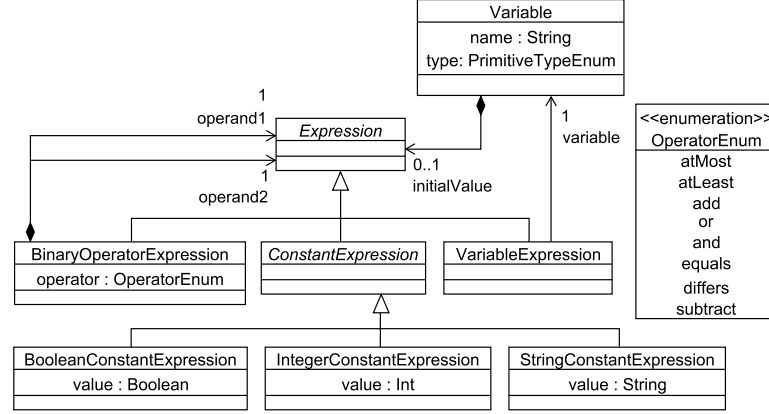 Variable
name : String
type: PrimitiveTypeEnum
1
operand1
Expression
1
variable
<<enumeration>>
OperatorEnum
atMost
atLeast
add
or
and
equals
differs
subtract
1
operand2
0..1
initialValue
BinaryOperatorExpression
operator : OperatorEnum
ConstantExpression
VariableExpression
BooleanConstantExpression
value : Boolean
IntegerConstantExpression
value : Int
StringConstantExpression
value : String